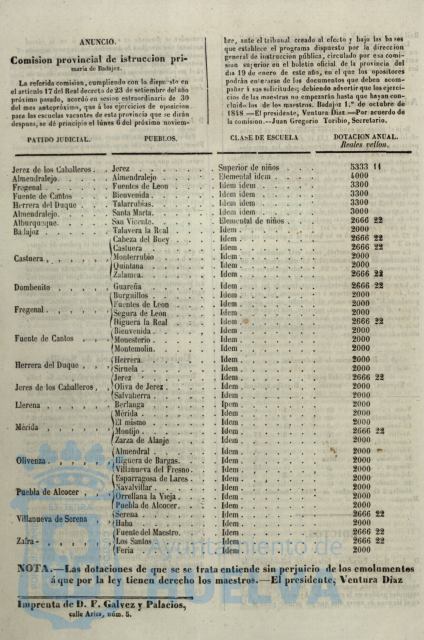 ANUNCIO.
Comision provincial de istruccion pri-
maria de Badajoz.
La referida comision, cumpliendo con la dispuesto en
el articulo 17 del Real decreto de 23 de setiembre del año
próximo pasado, acordó en sesion estraordinaria de 30
del mes antepróximo, que á los ejercicios de oposicion
para las escuelas vacantes de esta provincia que se dirán
despues, se dé principio el lúnes 6 del próximo noviem-
bre, ante el tribunal creado al efecto y bajo las bases
que establece el programa dispuesto por la direccion
general de instruccion pública, circulado por esa comi-
sion superior en el boletin oficial de la provincia del
dia 19 de enero de este año, en el que los opositores
podrán enterarse de los documentos que deben acom-
pañar á sus solicitudes; debiendo advertir que los ejerci-
cios de las maestras no empezarán hasta que hayan con-
cluido los de los maestros. Badajoz 1.° de octubre de
1848.—El presidente, Ventura Diaz.—Por acuerdo de
la comision.—Juan Gregorio Toribio, Secretario.
PATIDO JUDICIAL. PUEBLOS. CLASE DE ESCUELA DOTACION ANUAL.
Reales vellon.
Jerez de los Caballeros. Jerez Superior de niños 5333 11
Almendralejo. Almendralejo Elemental idem 4000
Fregenal Fuentes de Leon Idem idem 3300
Fuente de Cantos Bienvenida. Idem idem 3300
Herrera del Duque Talarrubias. Idem idem 3300
Almendralejo. Santa Marta. Idem idem 3000
Alburquerque. San Vicente. Elemental de niños 2666 22
Badajoz Talavera la Real Idem 2000
Cabeza del Buey Idem 2666 22
Castuera Idem 2666 22
Castuera Monterrubio Idem 2000
Quintana Idem 2000
Zalamea Idem 2666 22
Dombenito Guareña Idem 2666 22
Burguillos Idem 2000
Fuentes de Leon Idem 2000
Fregenal Segura de Leon Idem 2000
Higuera la Real Idem 2666 22
Bienvenida Idem 2000
Fuente de Cantos Monesterio Idem 2000
Montemolin. Idem 2000
Herrera Idem 2000
Herrera del Duque Siruela Idem 2000
Jerez Idem 2666 22
Jeres de los Caballeros Oliva de Jerez Idem 2000
Salvatierra Idem 2000
Llerena Berlanga Ipem 2000
Mérida Idem 2000
El mismo Idem 2000
Mérida Montijo Idem 2666 22
Zarza de Alanje Idem 2000
Almendral Idem 2000
Olivenza Higuera de Bargas. Idem 2000
Villanueva del Fresno. Idem 2000
Esparragosa de Lares Idem 2000
Navalvillar Idem 2000
Puebla de Alcocer Orrellana la Vieja Idem 2000
Puebla de Alcocer Idem 2000
Serena Idem 2666 22
Villanueva de Serena Haba Idem 2000
Fuente del Maestro. Idem 2666 22
Zafra Los Santos Idem 2666 22
Feria Idem 2000
NOTA.—Las dotaciones de que se se trata entiende sin perjuicio de los emolumentos
á que por la ley tienen derecho los maestros.—El presidente, Ventura Diaz
Imprenta de D. F. Galvez y Palacios,
calle Arias, núm. 5.
Ayuntamiento de
HUELVA